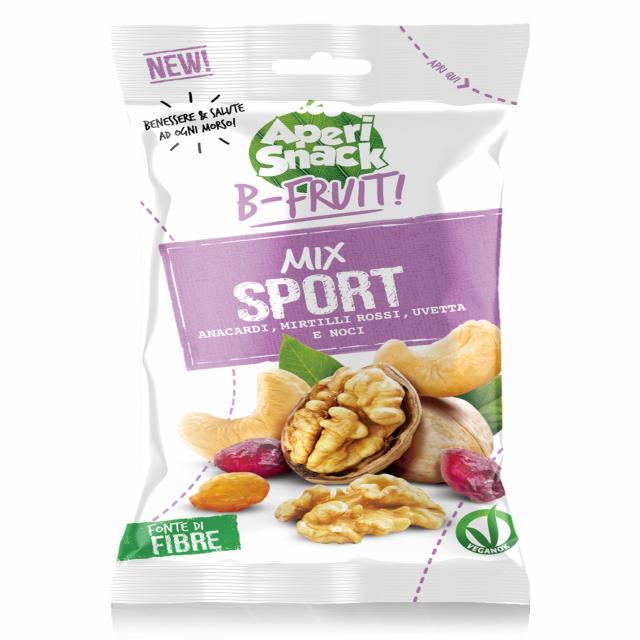 NEW!
APRI QUI
BENESSERE & SALUTE
AD OGNI MORSO!
Aperi
Snack
B-FRUIT!
MIX
SPORT
ANACARDI, MIRTILLI ROSSI, UVETTA
E NOCI
FONTE DI
FIBRE
VEGANOK